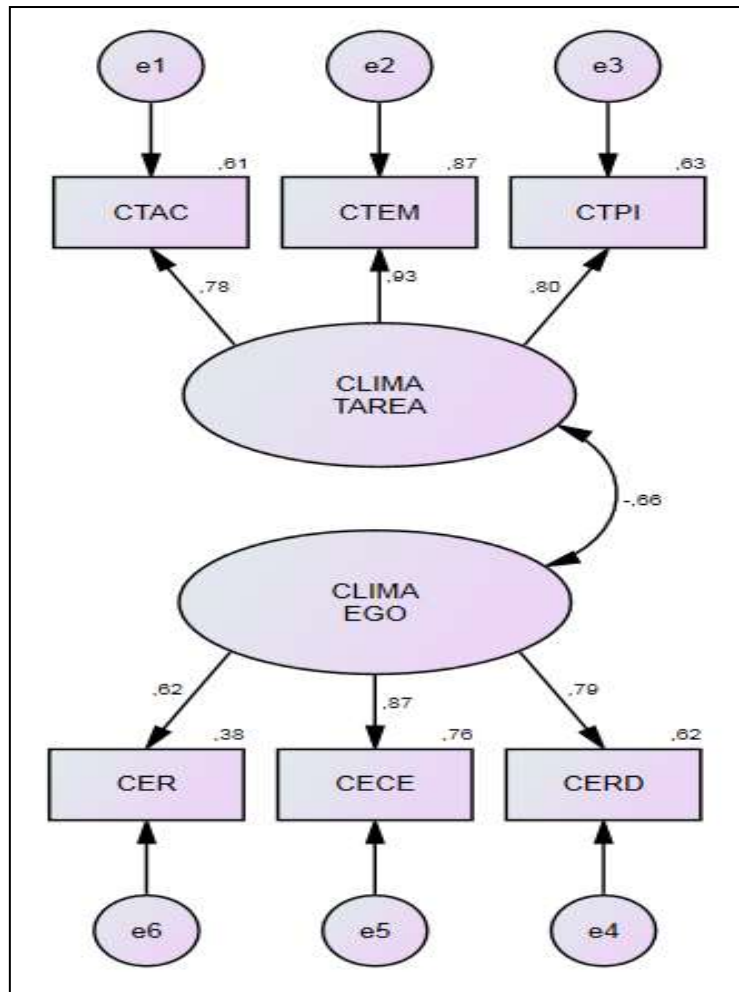 e1 e2 e3
,61 ,87 ,63
CTAC CTEM CTPI
,78 ,93 ,80
CLIMA
TAREA
-,66
CLIMA
EGO
,62 ,87 ,79
,38 ,76 ,62
CER CECE CERD
e6 e5 e4